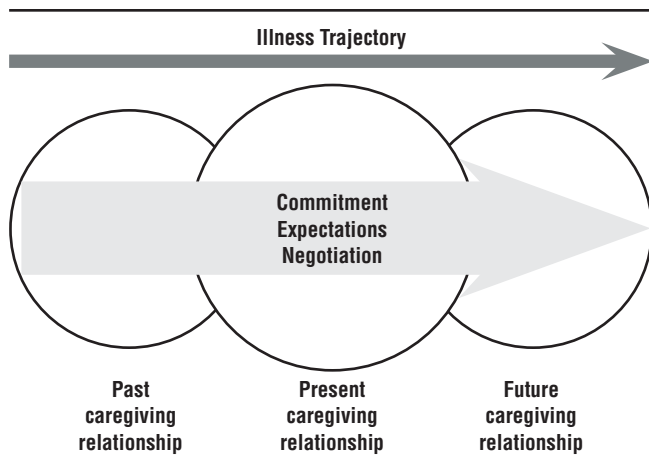 Illness Trajectory
Commitment
Expectations
Negotiation
Past
caregiving
relationship
Present
caregiving
relationship
Future
caregiving
relationship